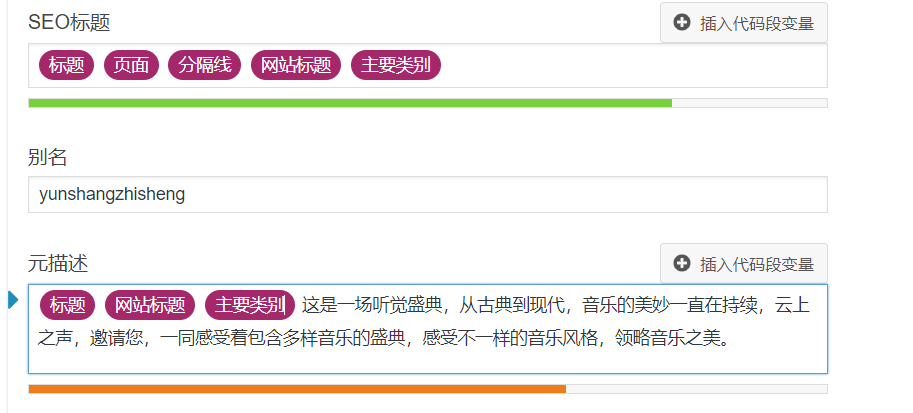 SEO标题
插入代码段变量
标题 页面 分隔线 网站标题 主要类别
别名
yunshangzhisheng
元描述
插入代码段变量
标题 网站标题 主要类别 这是一场听觉盛典，从古典到现代，音乐的美妙一直在持续，云上
之声，邀请您，一同感受着包含多样音乐的盛典，感受不一样的音乐风格，领略音乐之美。